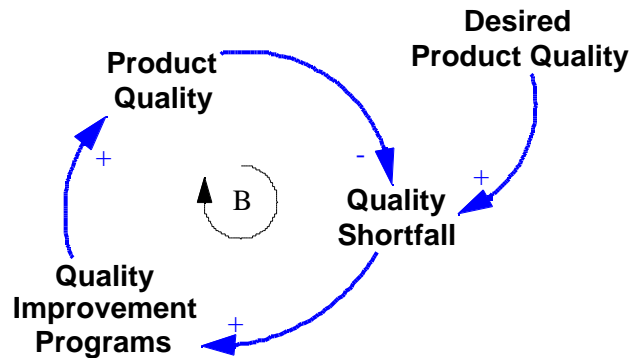 Desired
Product Quality
Product
Quality
+
-
+
B
Quality
Shortfall
Quality
Improvement
Programs
+